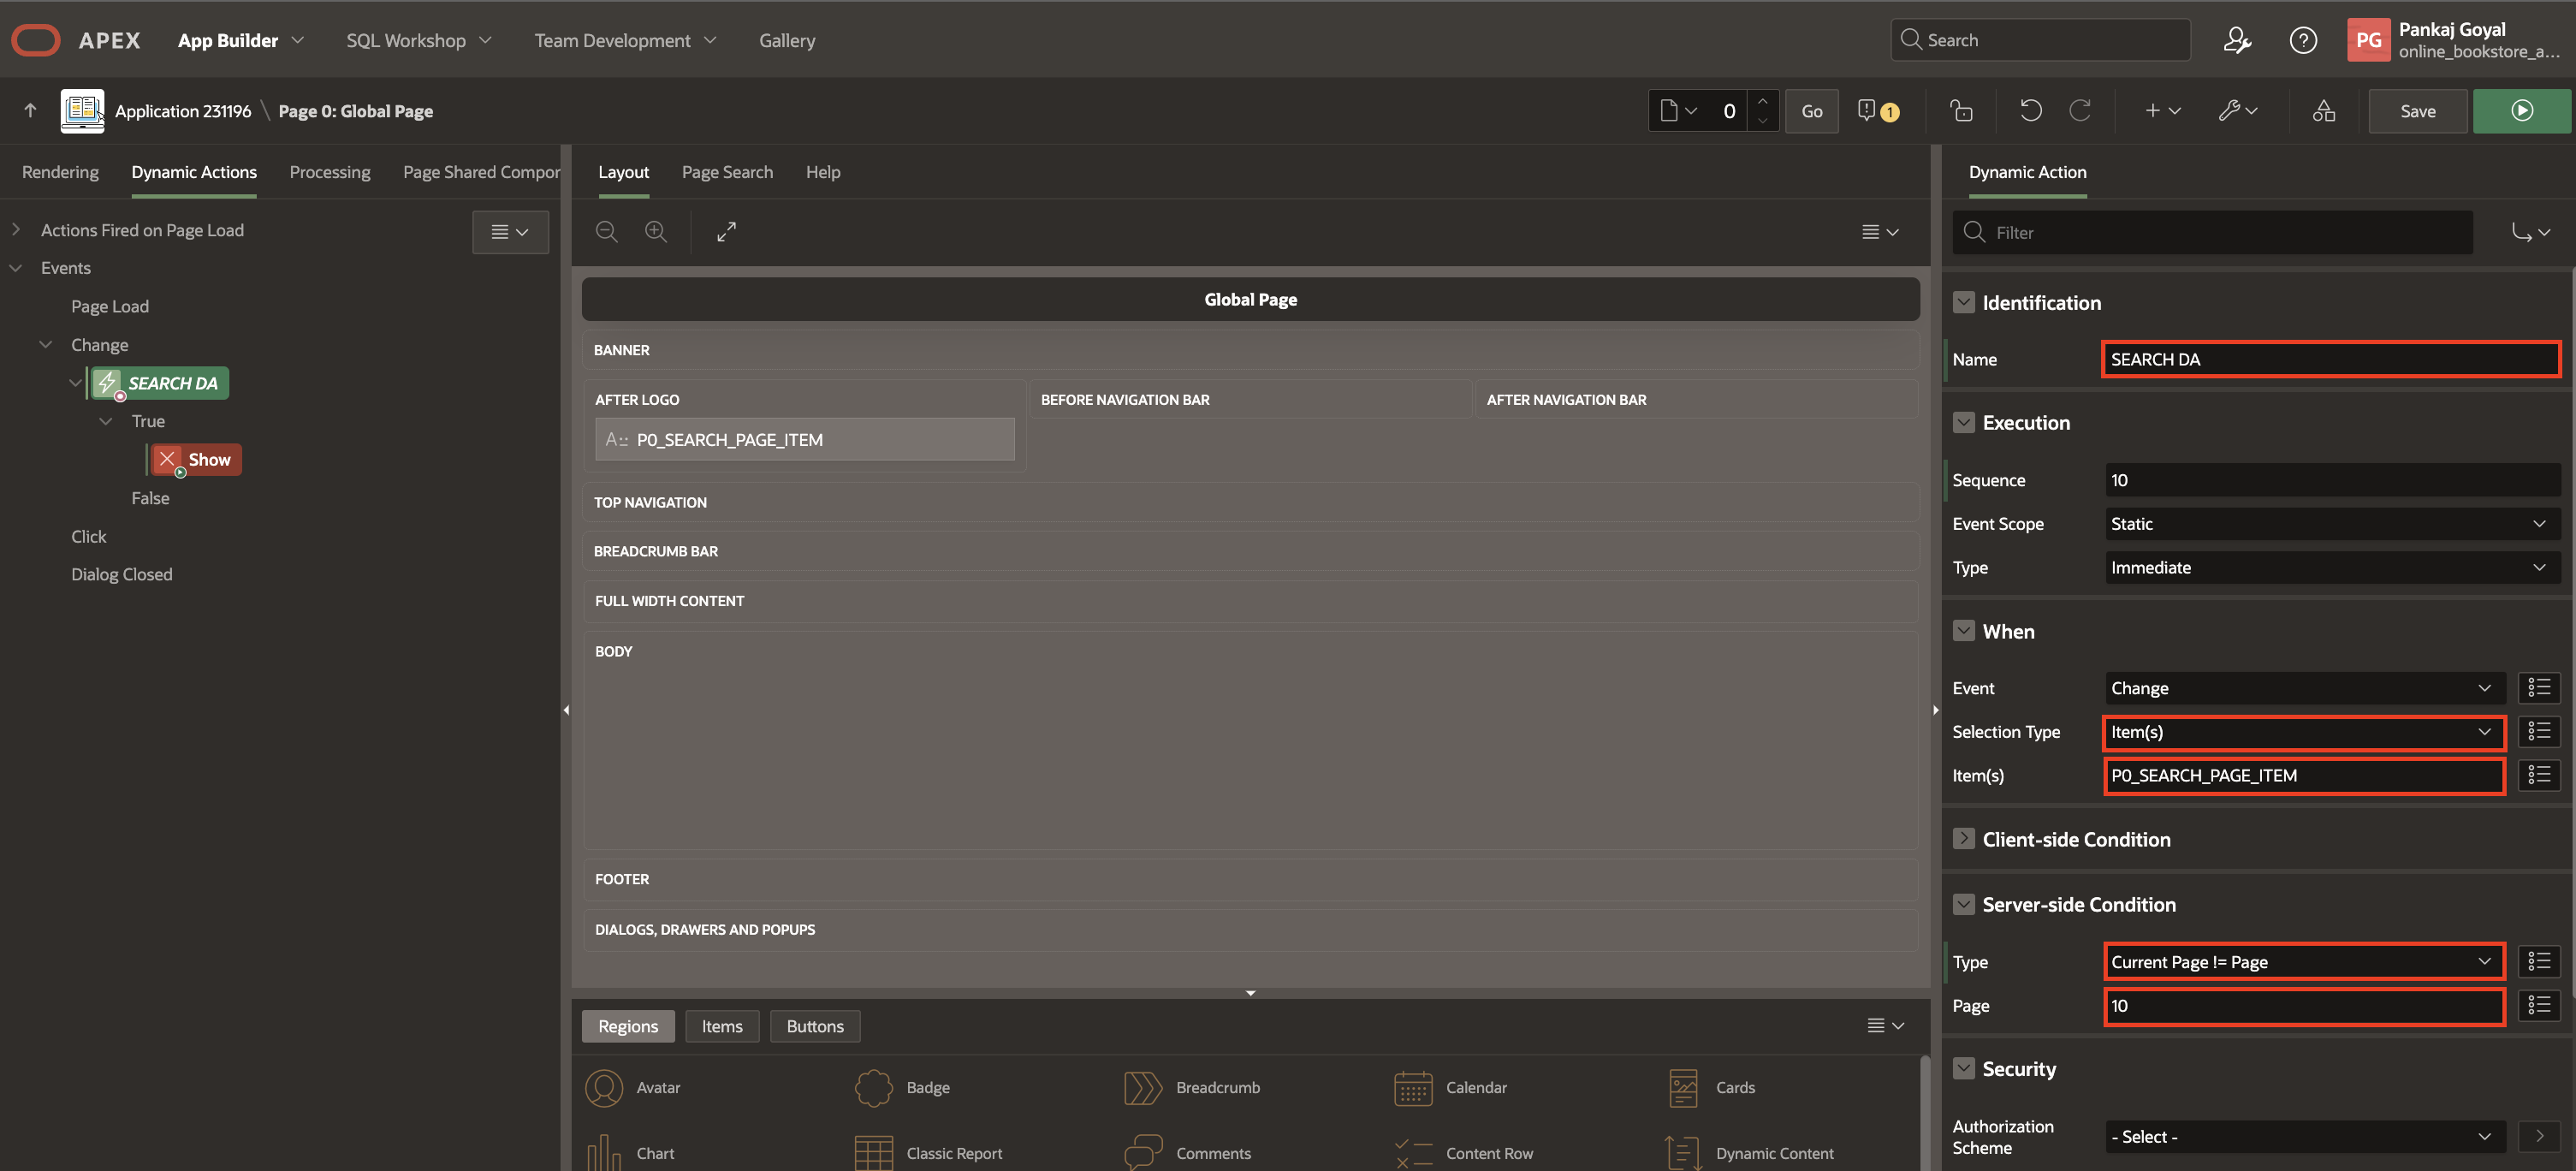 APEX App Builder SQL Workshop Team Development Gallery Search PG Pankaj Goyal
online_bookstore_a...
Application 231196 \ Page 0: Global Page 0 Go 1 Save
Rendering Dynamic Actions Processing Page Shared Compor
Actions Fired on Page Load
Events
Page Load
Change
SEARCH DA
True
Show
False
Click
Dialog Closed
Layout Page Search Help
Global Page
BANNER
AFTER LOGO BEFORE NAVIGATION BAR AFTER NAVIGATION BAR
P0_SEARCH_PAGE_ITEM
TOP NAVIGATION
BREADCRUMB BAR
FULL WIDTH CONTENT
BODY
FOOTER
DIALOGS, DRAWERS AND POPUPS
Regions Items Buttons
Avatar Badge Breadcrumb Calendar Cards
Chart Classic Report Comments Content Row Dynamic Content
Dynamic Action
Filter
Identification
Name SEARCH DA
Execution
Sequence 10
Event Scope Static
Type Immediate
When
Event Change
Selection Type Item(s)
Item(s) P0_SEARCH_PAGE_ITEM
Client-side Condition
Server-side Condition
Type Current Page != Page
Page 10
Security
Authorization
Scheme - Select -